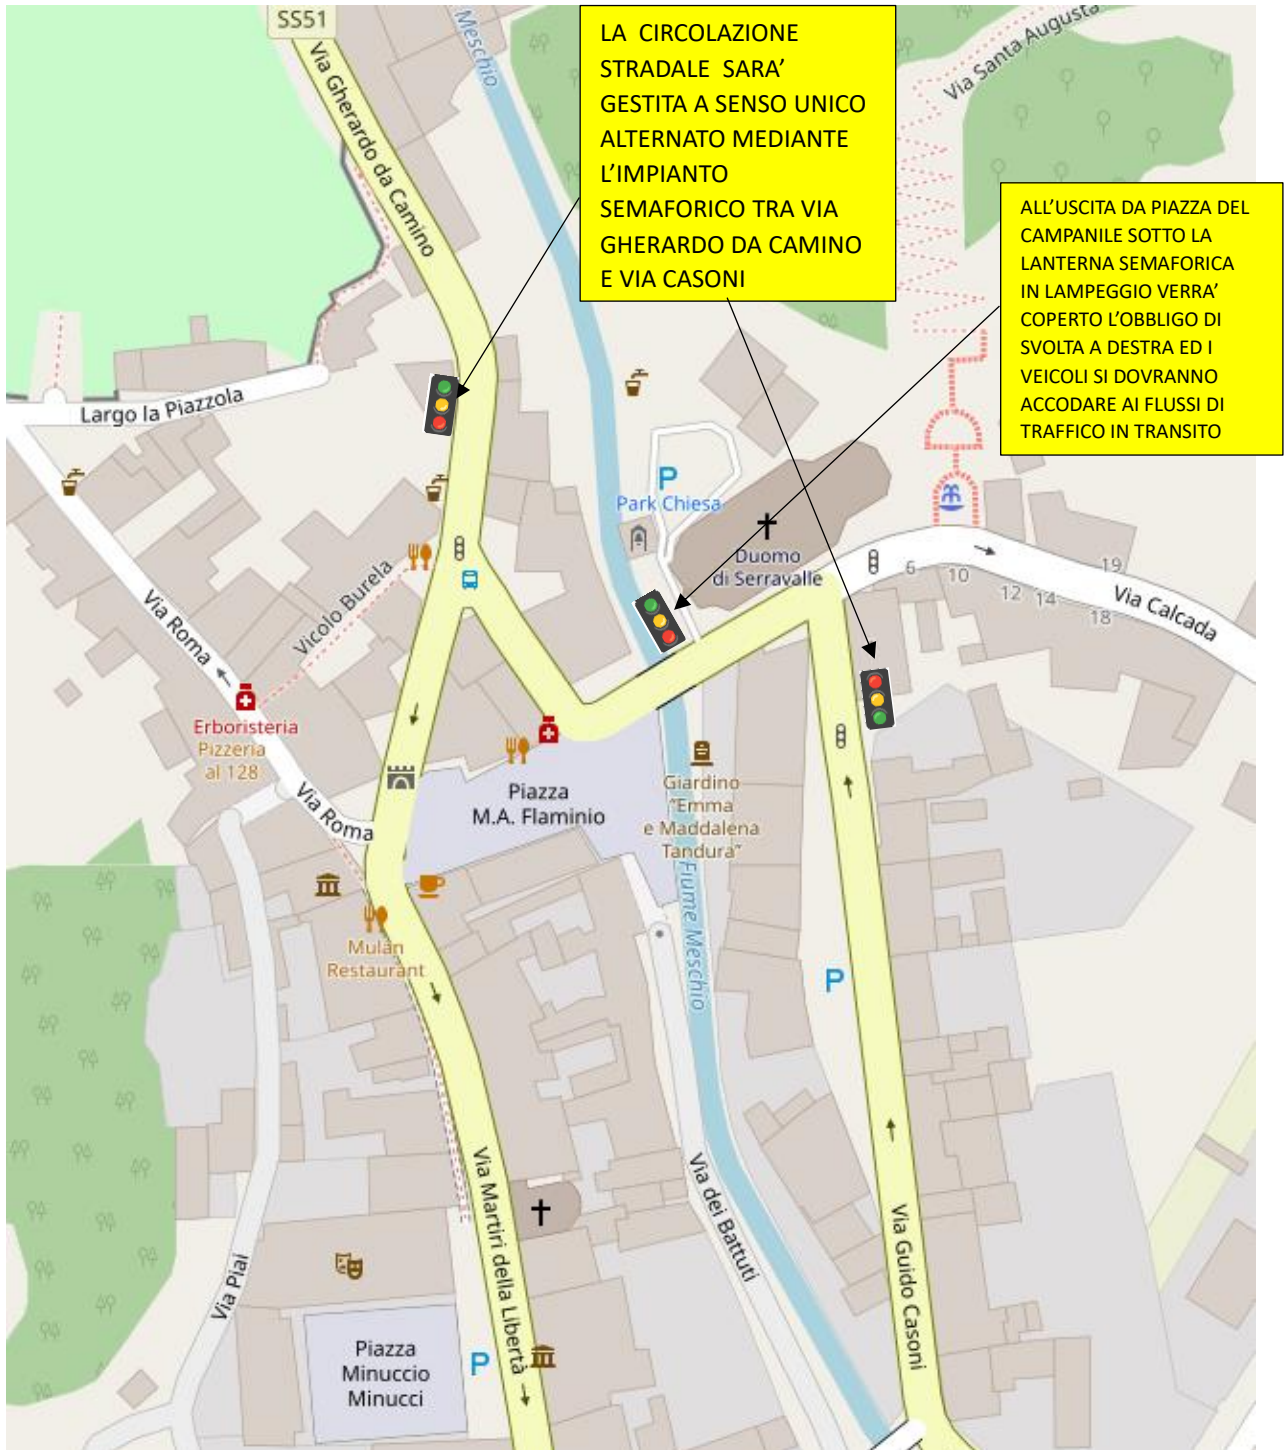 SS51
Meschio
LA CIRCOLAZIONE
STRADALE SARA’
GESTITA A SENSO UNICO
ALTERNATO MEDIANTE
L’IMPIANTO
SEMAFORICO TRA VIA
GHERARDO DA CAMINO
E VIA CASONI
Via Santa Augusta
Via Gherardo da Camino
ALL’USCITA DA PIAZZA DEL
CAMPANILE SOTTO LA
LANTERNA SEMAFORICA
IN LAMPEGGIO VERRA’
COPERTO L’OBBLIGO DI
SVOLTA A DESTRA ED I
VEICOLI SI DOVRANNO
ACCODARE AI FLUSSI DI
TRAFFICO IN TRANSITO
Largo la Piazzola
P
Park Chiesa
Duomo
di Serravalle
6
10
12
14
18
19
Via Calcada
Via Roma
Vicolo Burela
Erboristeria
Pizzeria
al 128
Via Roma
Piazza
M.A. Flaminio
Giardino
"Emma
e Maddalena
Tandura"
Fiume Meschio
Mulan
Restaurant
P
Via Martiri della Libertà
Via dei Battuti
Via Guido Casoni
Via Piai
Piazza
Minuccio
Minucci
P